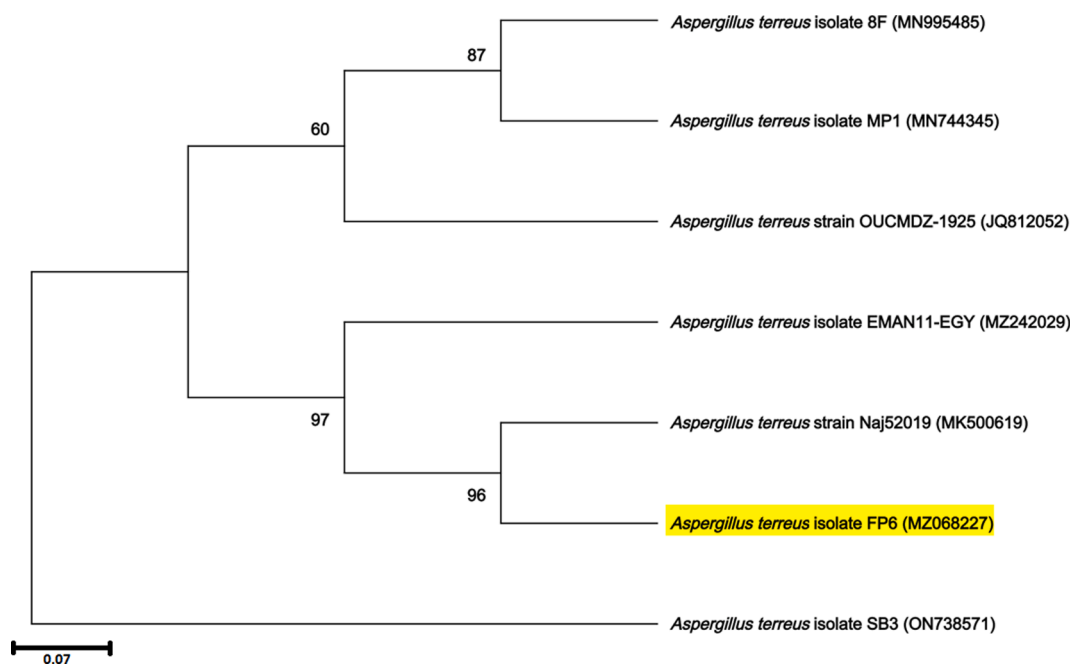 Aspergillus terreus isolate 8F (MN995485)
87
Aspergillus terreus isolate MP1 (MN744345)
60
Aspergillus terreus strain OUCMDZ-1925 (JQ812052)
Aspergillus terreus isolate EMAN11-EGY (MZ242029)
97
Aspergillus terreus strain Naj52019 (MK500619)
96
Aspergillus terreus isolate FP6 (MZ068227)
Aspergillus terreus isolate SB3 (ON738571)
0.07